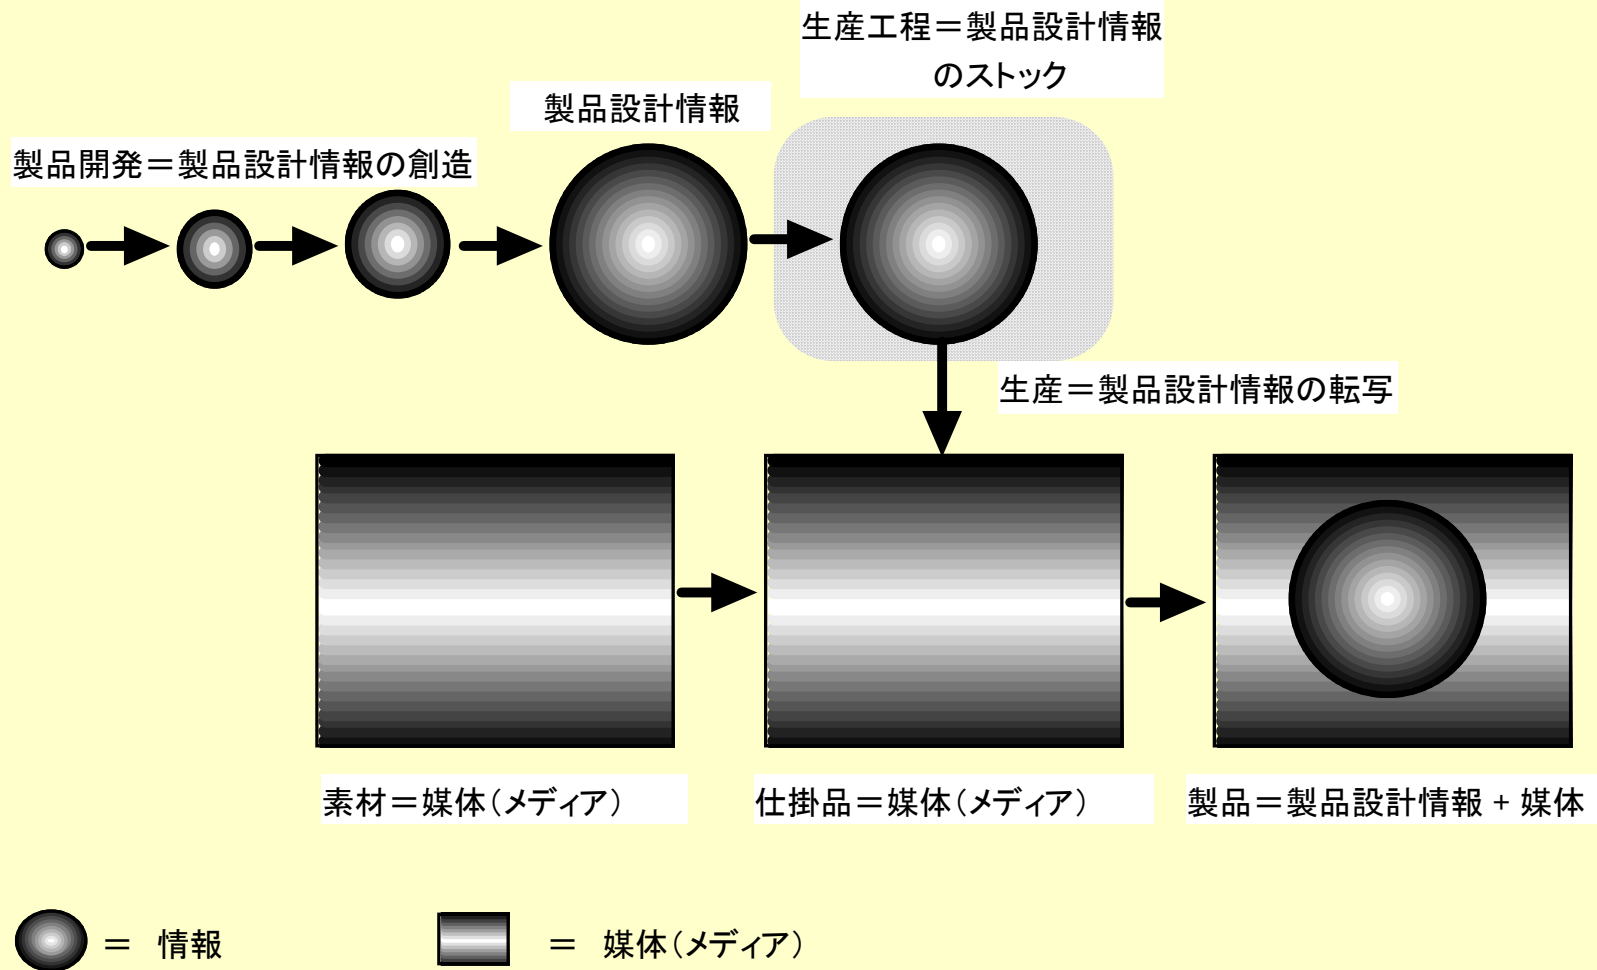 生産工程＝製品設計情報
のストック
製品設計情報
製品開発＝製品設計情報の創造
生産＝製品設計情報の転写
素材＝媒体（メディア）
仕掛品＝媒体（メディア）
製品＝製品設計情報 + 媒体
＝ 情報
＝ 媒体（メディア）